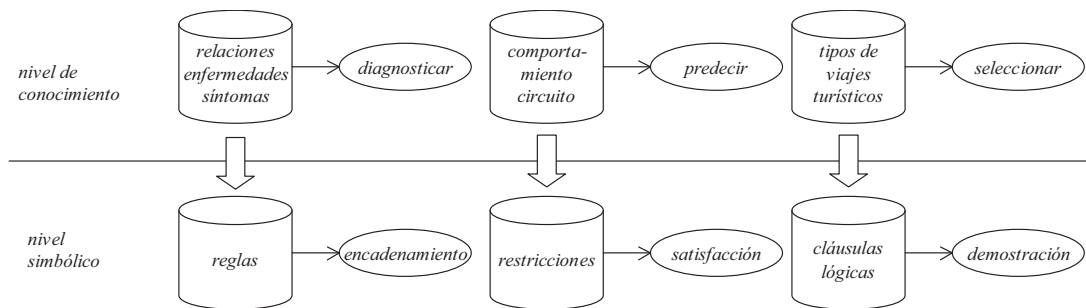 nivel de
conocimiento
relaciones
enfermedades
síntomas
diagnosticar
comporta-
miento
circuito
predecir
tipos de
viajes
turísticos
seleccionar
nivel
simbólico
reglas
encadenamiento
restricciones
satisfacción
cláusulas
lógicas
demostración